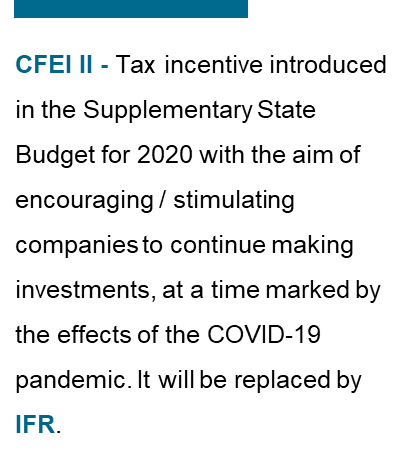 CFEI II - Tax incentive introduced
in the Supplementary State
Budget for 2020 with the aim of
encouraging / stimulating
companies to continue making
investments, at a time marked by
the effects of the COVID-19
pandemic. It will be replaced by
IFR.